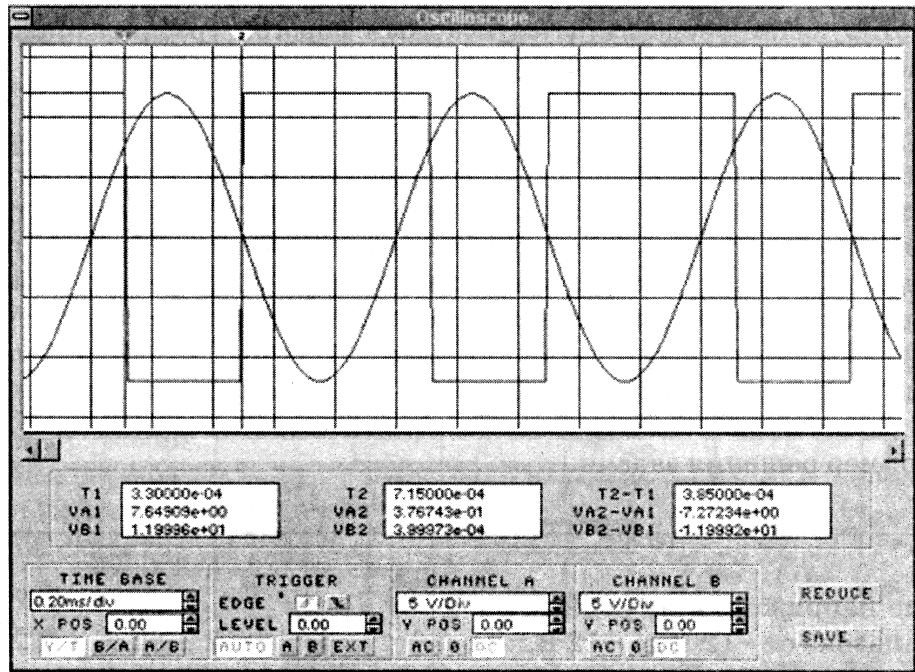 Oscilloscope
2
T1 3.30000e-04 T2 7.15000e-04 T2-T1 3.85000e-04
VA1 7.64909e+00 VA2 3.76743e-01 VA2-VA1 -7.27234e+00
VB1 1.19996e+01 VB2 3.99973e-04 VB2-VB1 -1.19992e+01
TIME BASE TRIGGER CHANNEL A CHANNEL B
0.20ms/div EDGE 5 V/Div 5 V/Div REDUCE
X POS 0.00 LEVEL 0.00 Y POS 0.00 Y POS 0.00
Y/T B/A A/B AUTO A B EXT AC 0 DC AC 0 DC SAVE